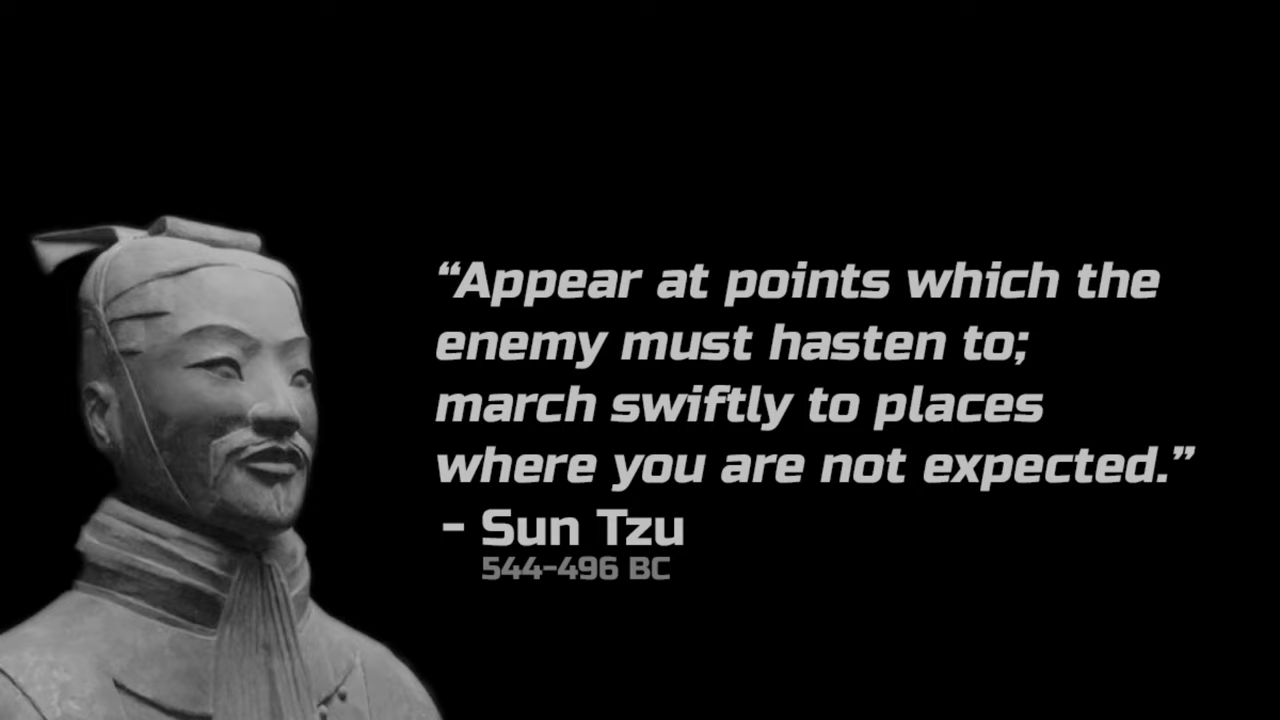 “Appear at points which the
enemy must hasten to;
march swiftly to places
where you are not expected.”
- Sun Tzu
544-496 BC